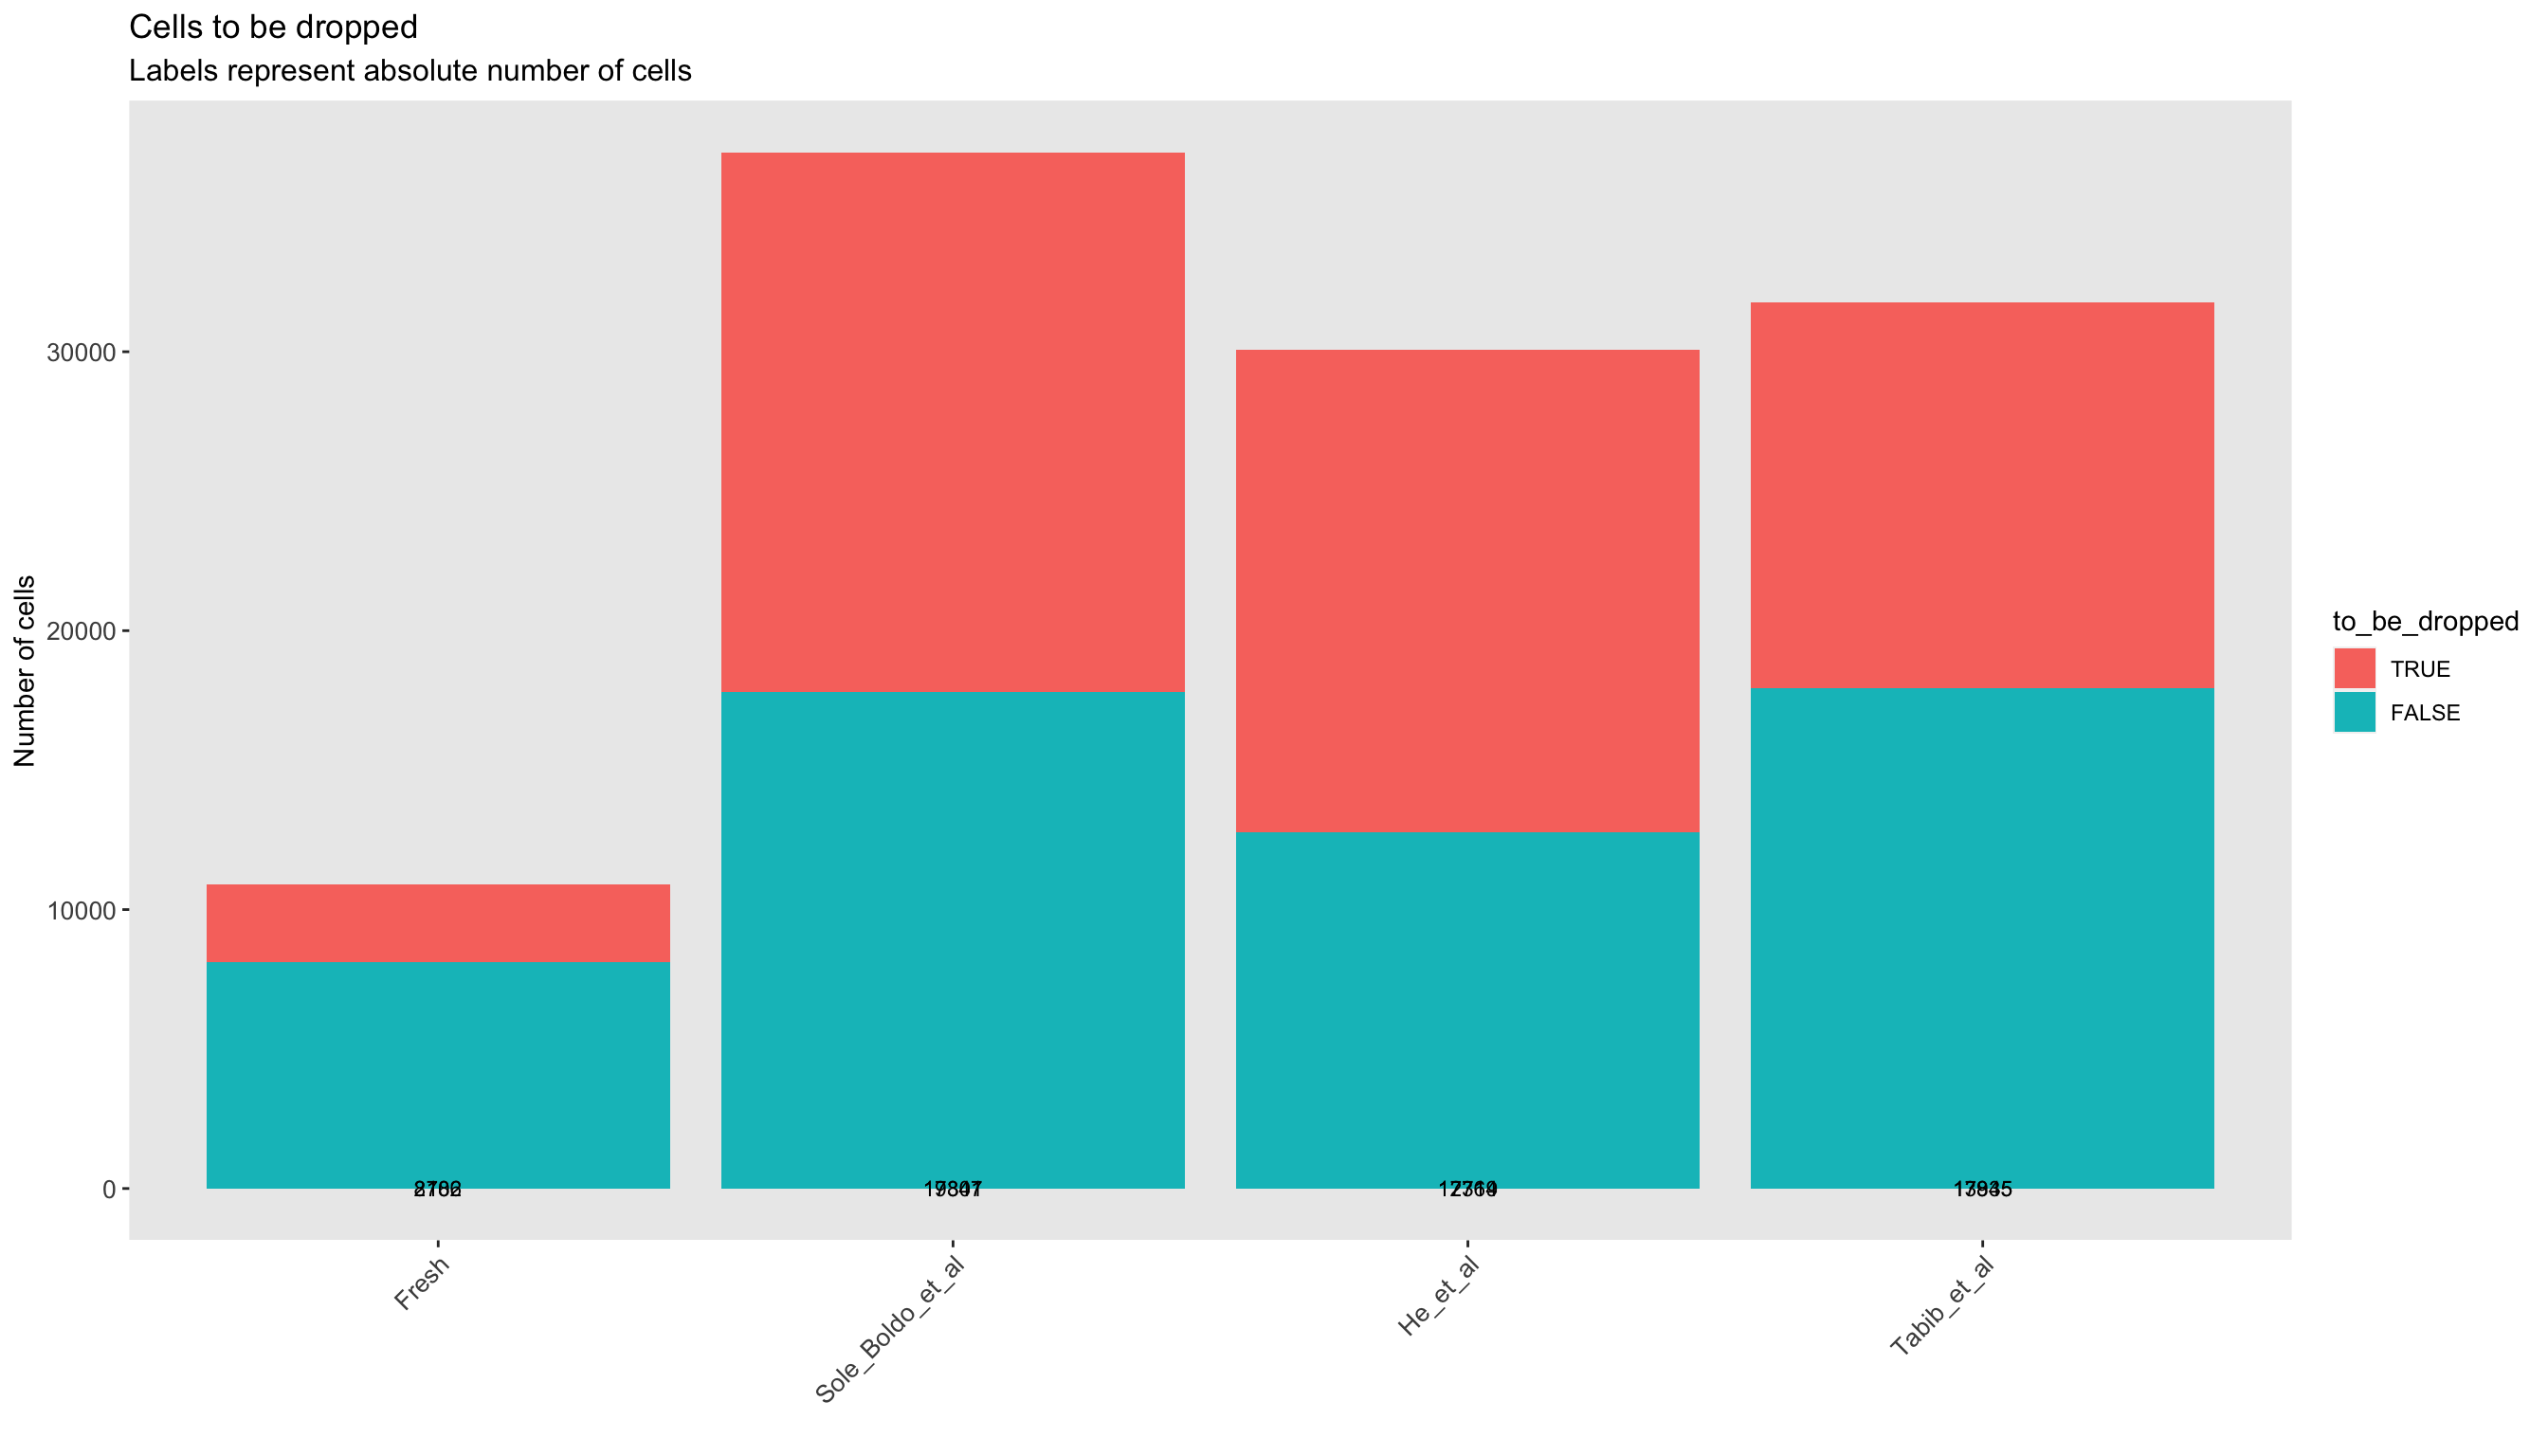 Cells to be dropped
Labels represent absolute number of cells
Number of cells
30000
20000
10000
0
Fresh
Sole_Boldo_et_al
He_et_al
Tabib_et_al
to_be_dropped
TRUE
FALSE